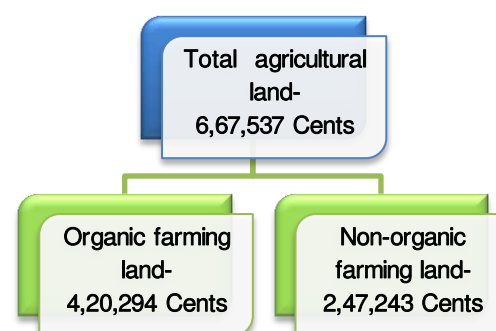 Total agricultural
land-
6,67,537 Cents
Organic farming
land-
4,20,294 Cents
Non-organic
farming land-
2,47,243 Cents